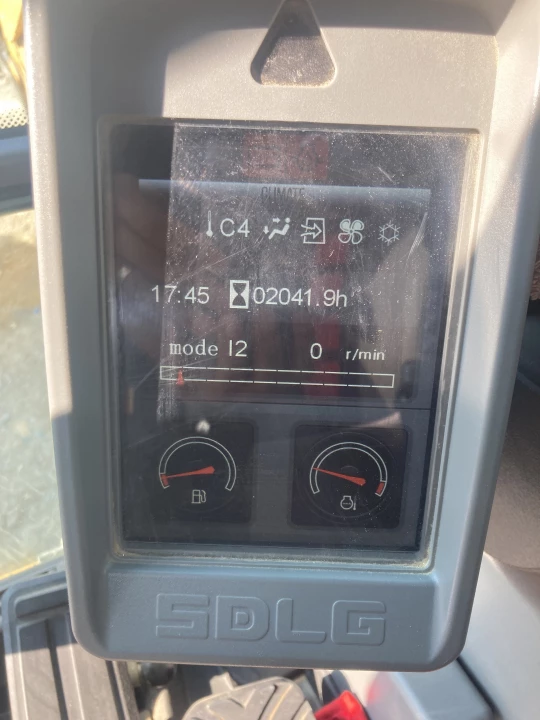 CLIMATE
C4
17:45 02041.9h
mode I2 0 r/min
SDLG